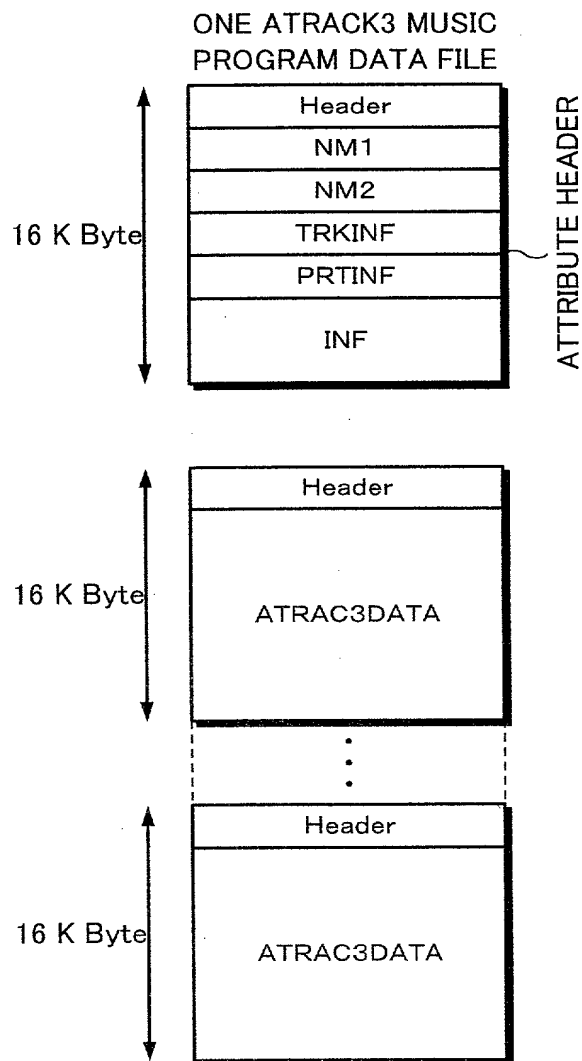 ONE ATRACK3 MUSIC
PROGRAM DATA FILE
Header
NM1
NM2
TRKINF
PRTINF
INF
16 K Byte
ATTRIBUTE HEADER
Header
ATRAC3DATA
16 K Byte
Header
ATRAC3DATA
16 K Byte